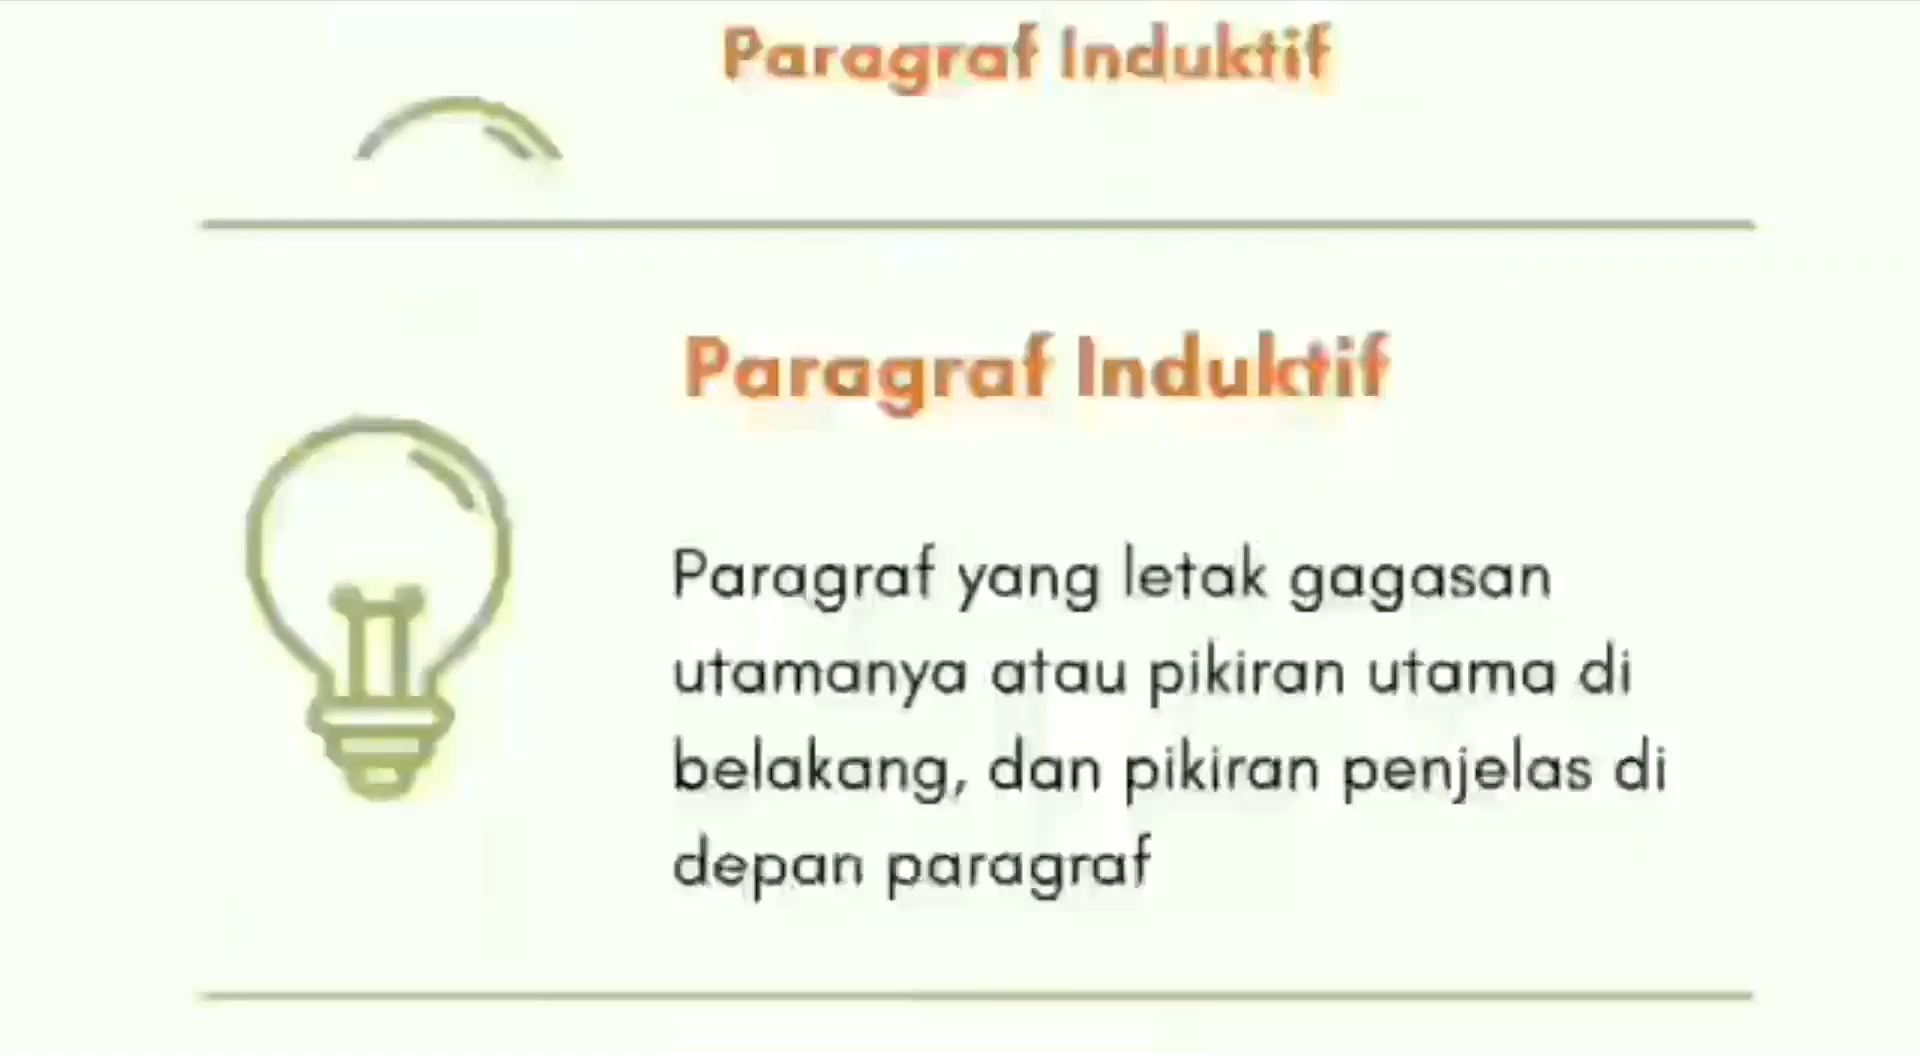 Paragraf Induktif
Paragraf Induktif
Paragraf yang letak gagasan
utamanya atau pikiran utama di
belakang, dan pikiran penjelas di
depan paragraf